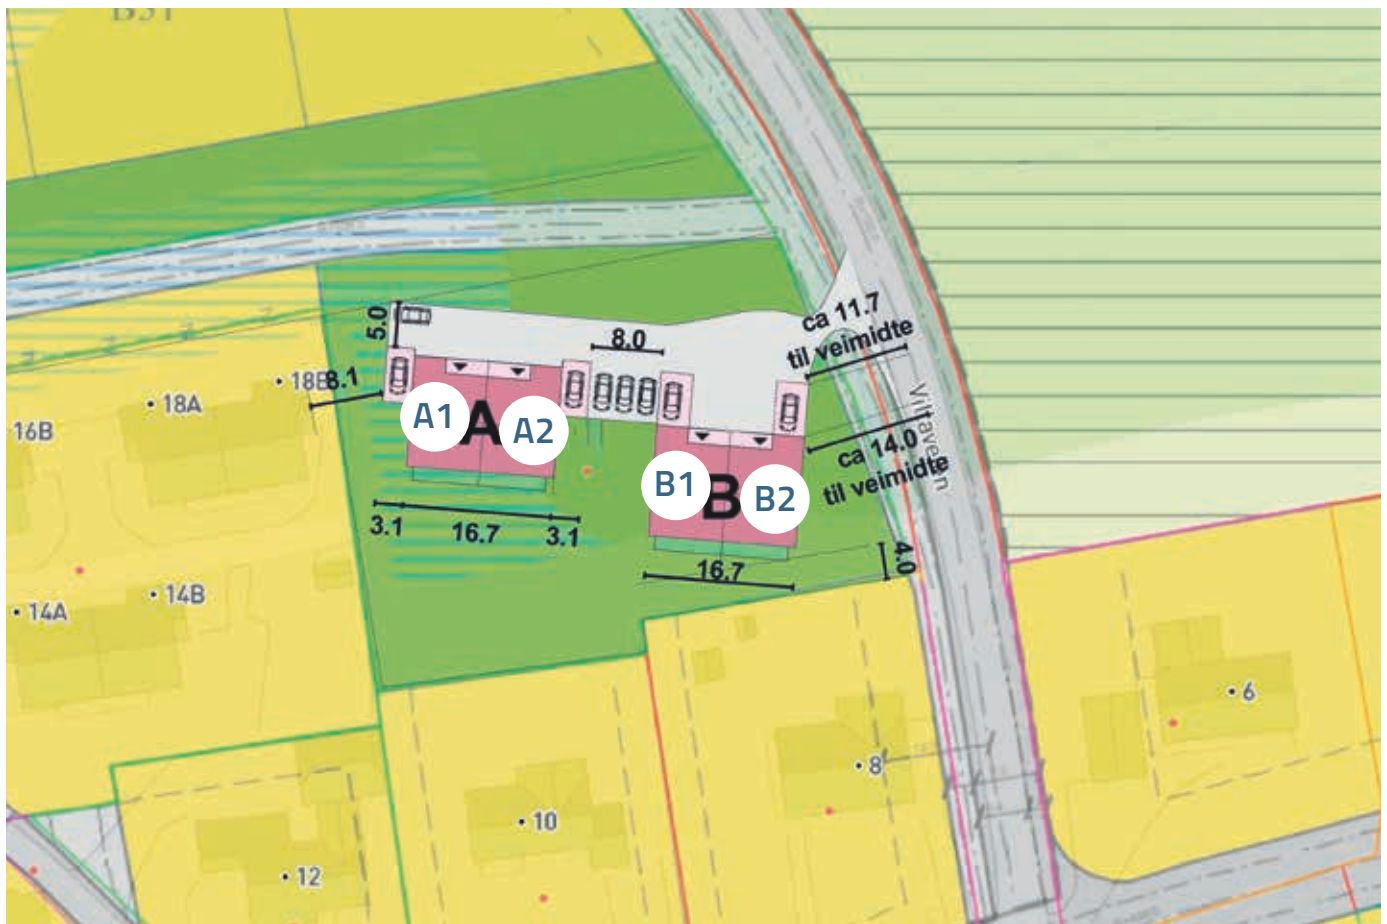 B31
5.0
8.0
ca 11.7
til veimidte
18B
8.1
18A
16B
A1
A
A2
Vitaveien
ca 14.0
til veimidte
B1
B
B2
3.1
16.7
3.1
4.0
16.7
14B
14A
6
8
10
12